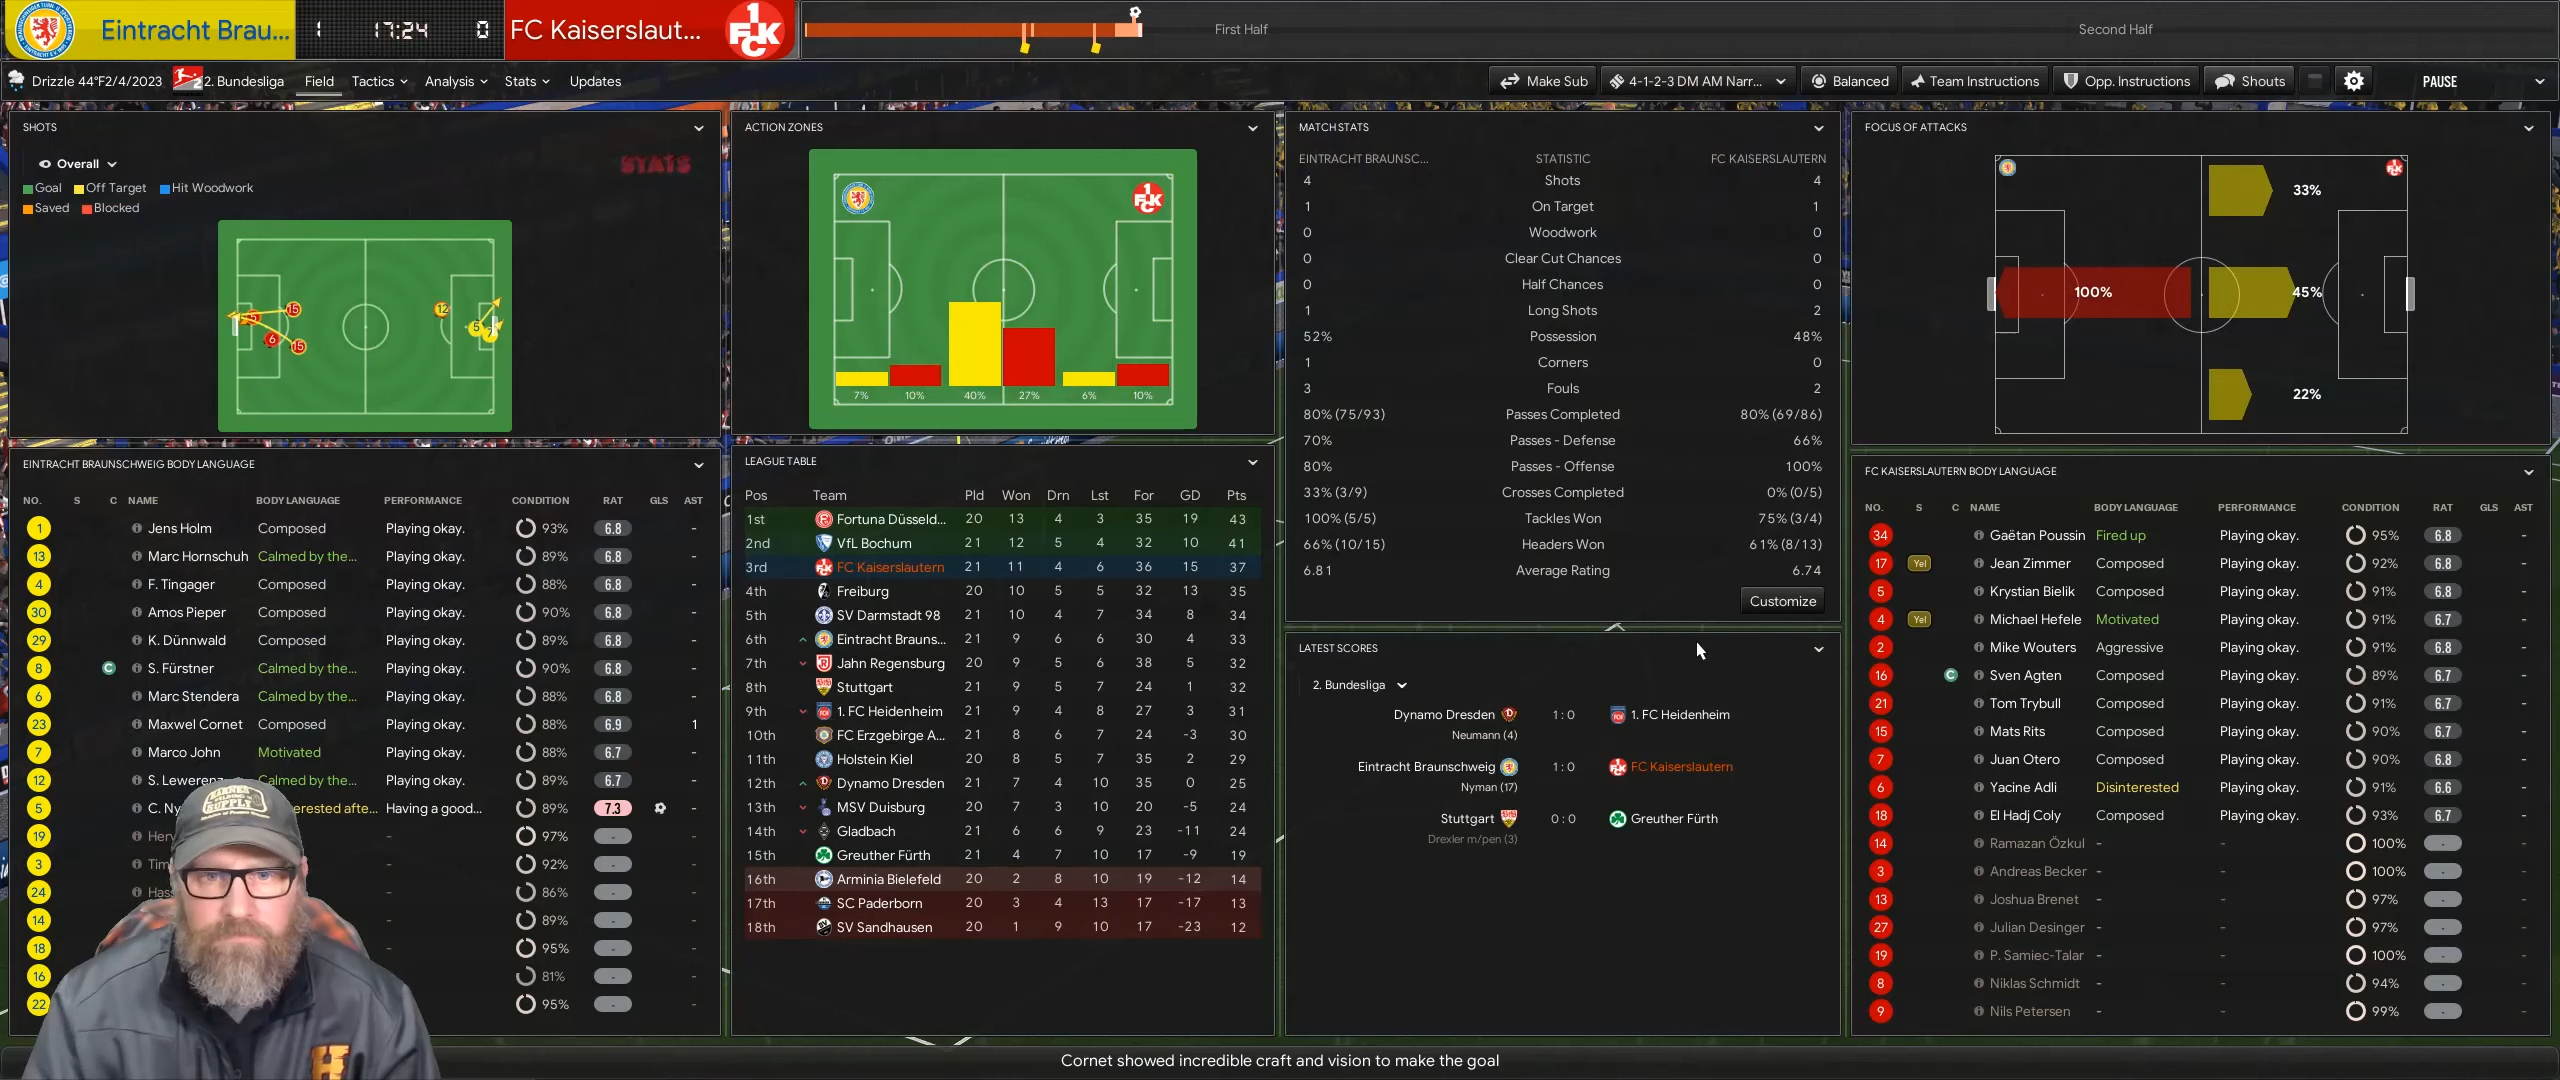 Eintracht Brau... 1 17:24 0 FC Kaiserslaut... First Half Second Half
Drizzle 44°F2/4/2023 2. Bundesliga Field Tactics Analysis Stats Updates Make Sub 4-1-2-3 DM AM Narr... Balanced Team Instructions Opp. Instructions Shouts PAUSE
SHOTS
Overall STATS
Goal Off Target Hit Woodwork
Saved Blocked
15 15 6 12 5
ACTION ZONES
7% 10% 40% 27% 6% 10%
MATCH STATS
EINTRACHT BRAUNSC... STATISTIC FC KAISERSLAUTERN
4 Shots 4
1 On Target 1
0 Woodwork 0
0 Clear Cut Chances 0
0 Half Chances 0
1 Long Shots 2
52% Possession 48%
1 Corners 0
3 Fouls 2
80% (75/93) Passes Completed 80% (69/86)
70% Passes - Defense 66%
80% Passes - Offense 100%
33% (3/9) Crosses Completed 0% (0/5)
100% (5/5) Tackles Won 75% (3/4)
66% (10/15) Headers Won 61% (8/13)
6.81 Average Rating 6.74
Customize
FOCUS OF ATTACKS
33%
100% 45%
22%
EINTRACHT BRAUNSCHWEIG BODY LANGUAGE
NO. S C NAME BODY LANGUAGE PERFORMANCE CONDITION RAT GLS AST
1 Jens Holm Composed Playing okay. 93% 6.8 -
13 Marc Hornschuh Calmed by the... Playing okay. 89% 6.8 -
4 F. Tingager Composed Playing okay. 88% 6.8 -
30 Amos Pieper Composed Playing okay. 90% 6.8 -
29 K. Dünnwald Composed Playing okay. 89% 6.8 -
8 C S. Fürstner Calmed by the... Playing okay. 90% 6.8 -
6 Marc Stendera Calmed by the... Playing okay. 88% 6.8 -
23 Maxwel Cornet Composed Playing okay. 88% 6.9 1
7 Marco John Motivated Playing okay. 88% 6.7 -
12 S. Lewerenz Calmed by the... Playing okay. 89% 6.7 -
5 C. Ny erested afte... Having a good... 89% 7.3 -
19 Her - 97% - -
3 Tim - 92% - -
24 Has - 86% - -
14 89% - -
18 - 95% - -
16 - 81% - -
22 - 95% - -
LEAGUE TABLE
Pos Team Pld Won Drn Lst For GD Pts
1st Fortuna Düsseld... 20 13 4 3 35 19 43
2nd VfL Bochum 21 12 5 4 32 10 41
3rd FC Kaiserslautern 21 11 4 6 36 15 37
4th Freiburg 20 10 5 5 32 13 35
5th SV Darmstadt 98 21 10 4 7 34 8 34
6th Eintracht Brauns... 21 9 6 6 30 4 33
7th Jahn Regensburg 20 9 5 6 38 5 32
8th Stuttgart 21 9 5 7 24 1 32
9th 1. FC Heidenheim 21 9 4 8 27 3 31
10th FC Erzgebirge A... 21 8 6 7 24 -3 30
11th Holstein Kiel 20 8 5 7 35 2 29
12th Dynamo Dresden 21 7 4 10 35 0 25
13th MSV Duisburg 20 7 3 10 20 -5 24
14th Gladbach 21 6 6 9 23 -11 24
15th Greuther Fürth 21 4 7 10 17 -9 19
16th Arminia Bielefeld 20 2 8 10 19 -12 14
17th SC Paderborn 20 3 4 13 17 -17 13
18th SV Sandhausen 20 1 9 10 17 -23 12
LATEST SCORES
2. Bundesliga
Dynamo Dresden 1 : 0 1. FC Heidenheim
Neumann (4)
Eintracht Braunschweig 1 : 0 FC Kaiserslautern
Nyman (17)
Stuttgart 0 : 0 Greuther Fürth
Drexler m/pen (3)
FC KAISERSLAUTERN BODY LANGUAGE
NO. S C NAME BODY LANGUAGE PERFORMANCE CONDITION RAT GLS AST
34 Gaëtan Poussin Fired up Playing okay. 95% 6.8 -
17 Yel Jean Zimmer Composed Playing okay. 92% 6.8 -
5 Krystian Bielik Composed Playing okay. 91% 6.8 -
4 Yel Michael Hefele Motivated Playing okay. 91% 6.7 -
2 Mike Wouters Aggressive Playing okay. 91% 6.8 -
16 C Sven Agten Composed Playing okay. 89% 6.7 -
21 Tom Trybull Composed Playing okay. 91% 6.7 -
15 Mats Rits Composed Playing okay. 90% 6.7 -
7 Juan Otero Composed Playing okay. 90% 6.8 -
6 Yacine Adli Disinterested Playing okay. 91% 6.6 -
18 El Hadj Coly Composed Playing okay. 93% 6.7 -
14 Ramazan Özkul - - 100% - -
3 Andreas Becker - - 100% - -
13 Joshua Brenet - - 97% - -
27 Julian Desinger - - 97% - -
19 P. Samiec-Talar - - 100% - -
8 Niklas Schmidt - - 94% - -
9 Nils Petersen - - 99% - -
SUPPLY
H
Cornet showed incredible craft and vision to make the goal